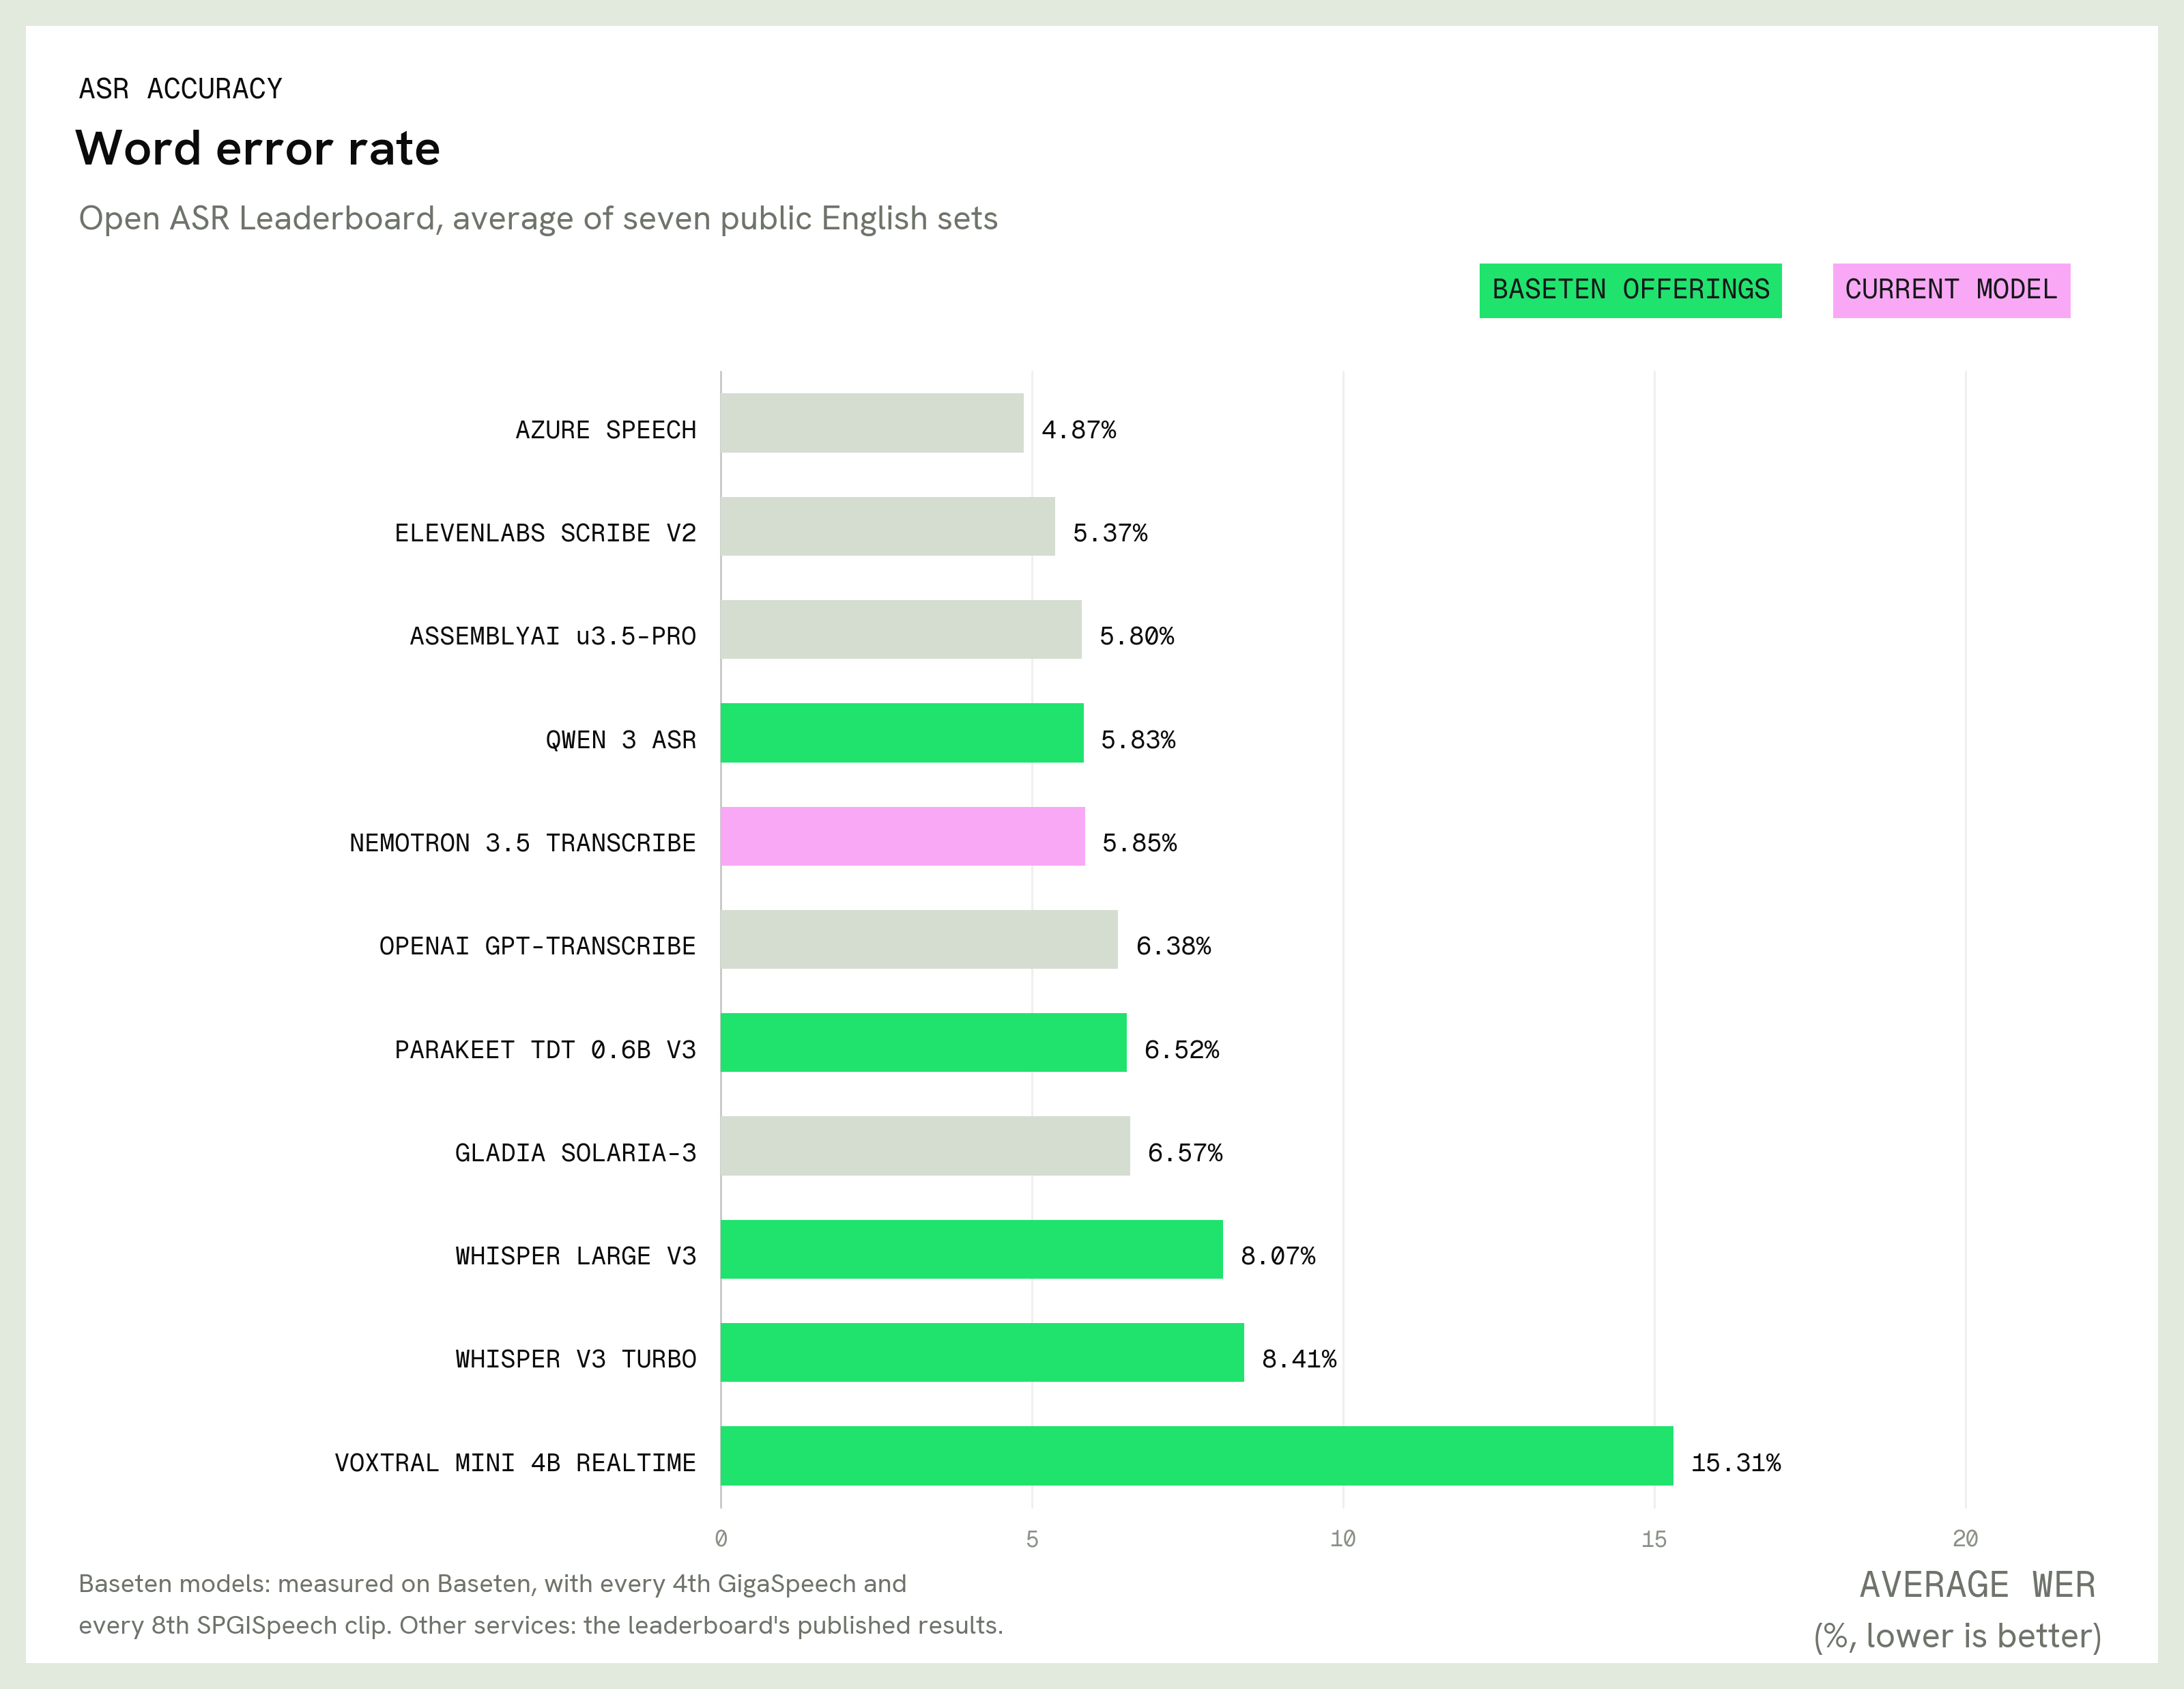 ASR ACCURACY
Word error rate
Open ASR Leaderboard, average of seven public English sets
BASETEN OFFERINGS CURRENT MODEL
AZURE SPEECH 4.87%
ELEVENLABS SCRIBE V2 5.37%
ASSEMBLYAI u3.5-PRO 5.80%
QWEN 3 ASR 5.83%
NEMOTRON 3.5 TRANSCRIBE 5.85%
OPENAI GPT-TRANSCRIBE 6.38%
PARAKEET TDT 0.6B V3 6.52%
GLADIA SOLARIA-3 6.57%
WHISPER LARGE V3 8.07%
WHISPER V3 TURBO 8.41%
VOXTRAL MINI 4B REALTIME 15.31%
0 5 10 15 20
Baseten models: measured on Baseten, with every 4th GigaSpeech and
every 8th SPGISpeech clip. Other services: the leaderboard's published results.
AVERAGE WER
(%, lower is better)